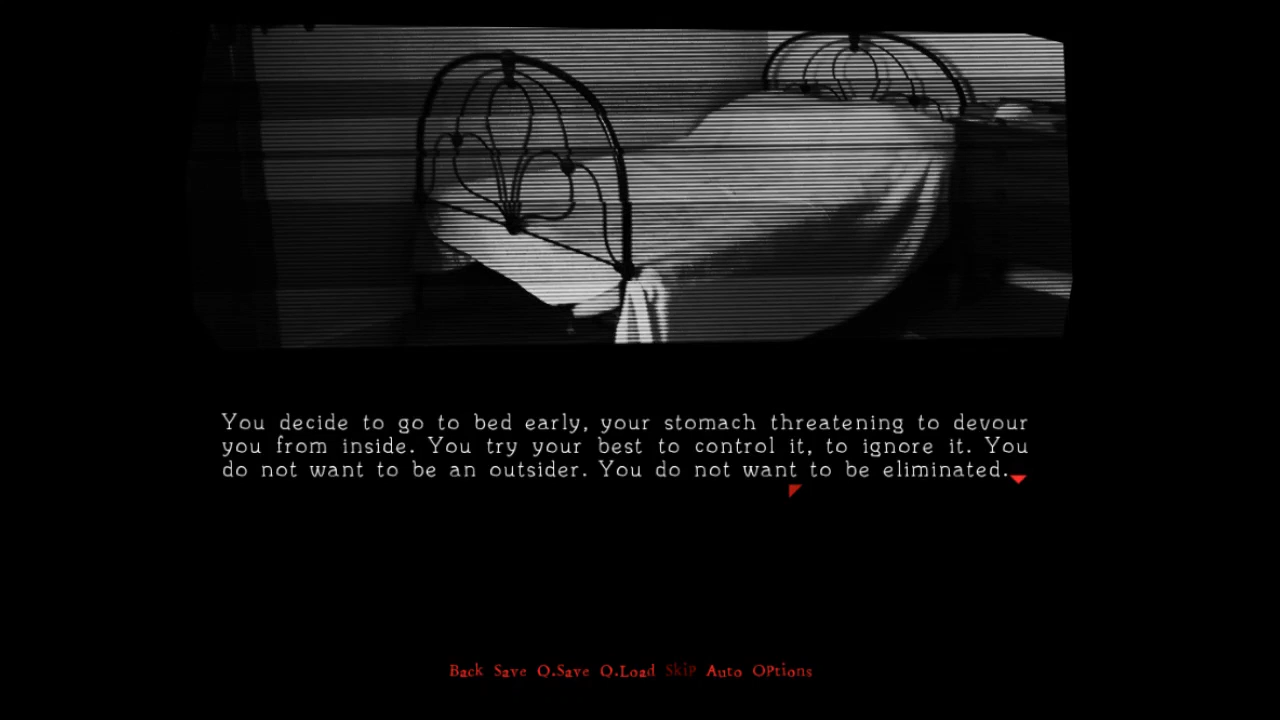 You decide to go to bed early, your stomach threatening to devour
you from inside. You try your best to control it, to ignore it. You
do not want to be an outsider. You do not want to be eliminated.
Back Save Q.Save Q.Load Skip Auto Options